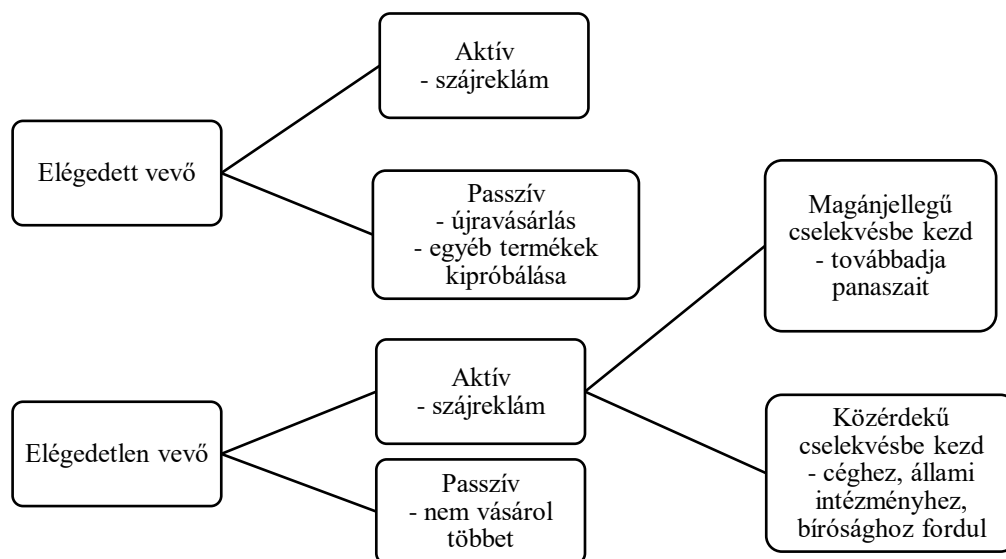 Elégedett vevő
Aktív
- szájreklám
Passzív
- újravásárlás
- egyéb termékek
kipróbálása
Elégedetlen vevő
Aktív
- szájreklám
Passzív
- nem vásárol
többet
Magánjellegű
cselekvésbe kezd
- továbbadja
panaszait
Közérdekű
cselekvésbe kezd
- céghez, állami
intézményhez,
bírósághoz fordul